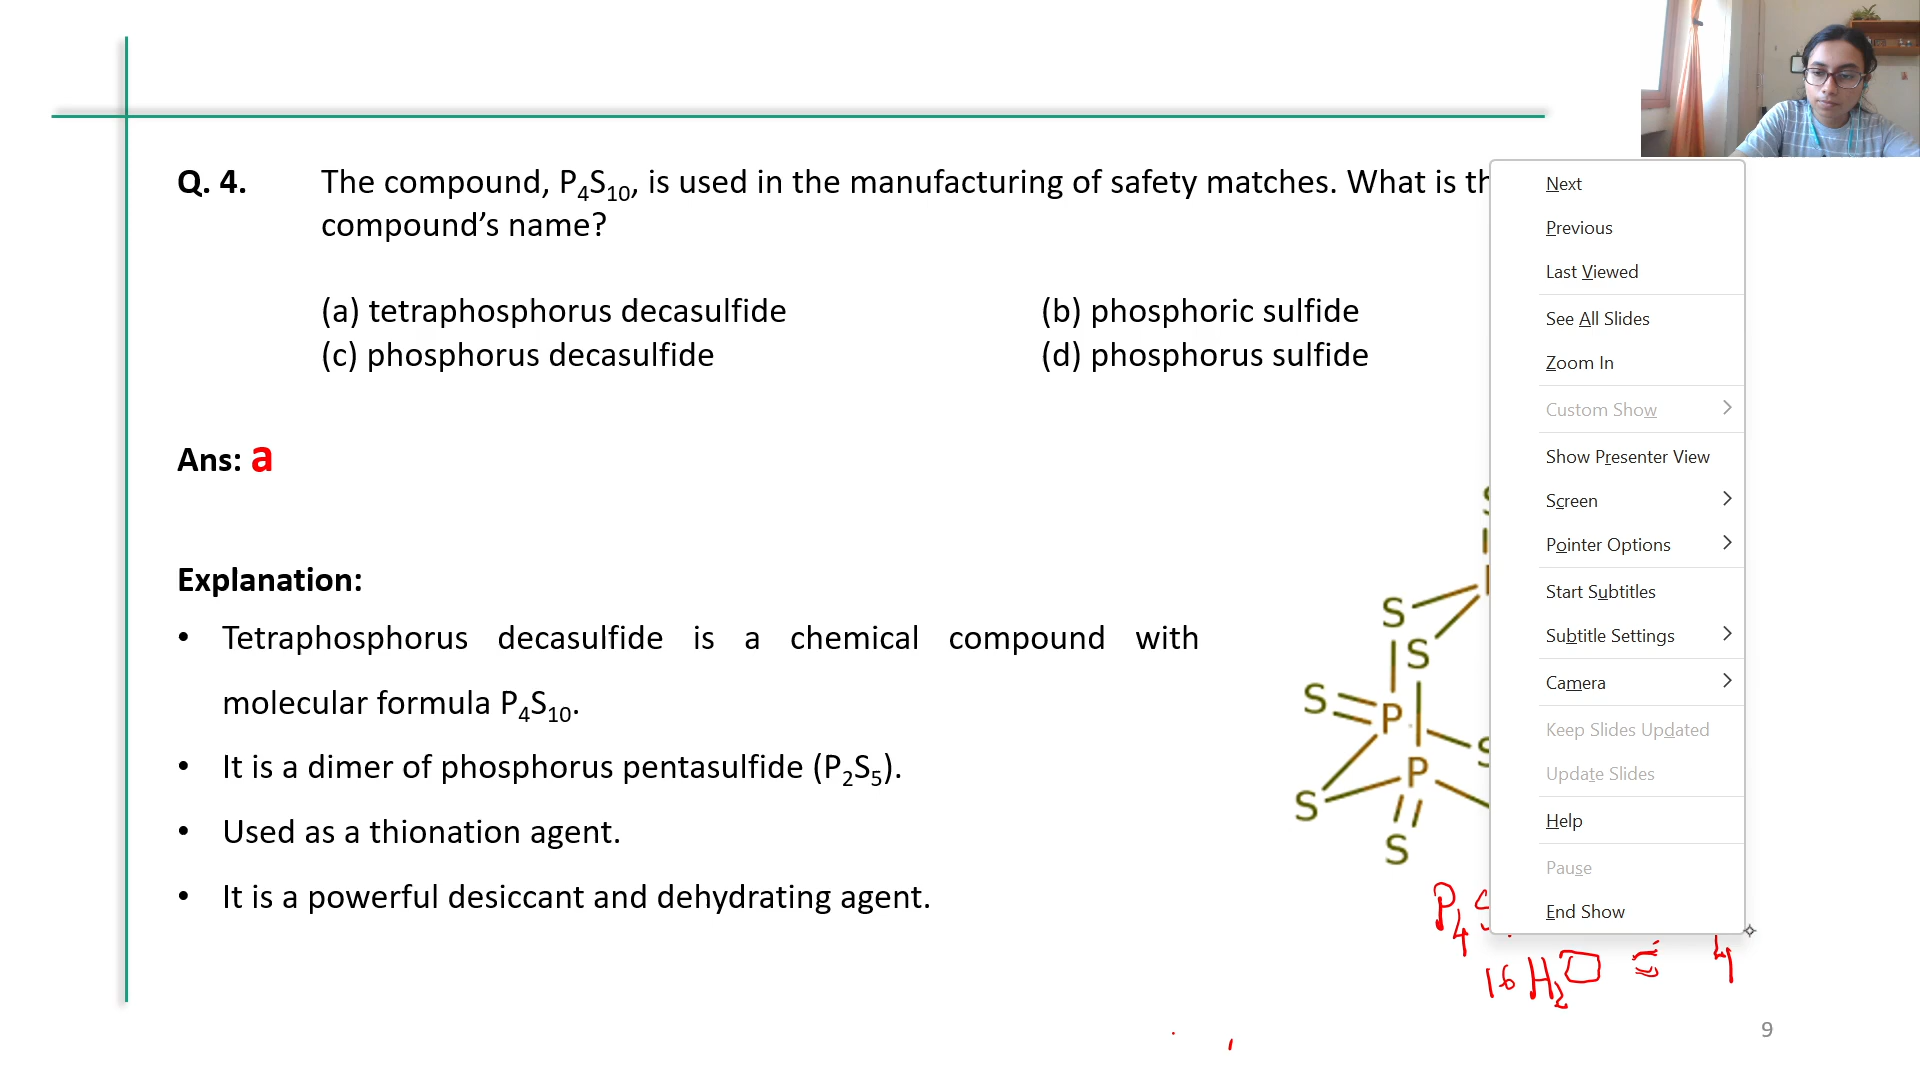 Q. 4. The compound, P4S10, is used in the manufacturing of safety matches. What is th
compound's name?
(a) tetraphosphorus decasulfide (b) phosphoric sulfide
(c) phosphorus decasulfide (d) phosphorus sulfide
Ans: a
Explanation:
• Tetraphosphorus decasulfide is a chemical compound with
molecular formula P4S10.
• It is a dimer of phosphorus pentasulfide (P2S5).
• Used as a thionation agent.
• It is a powerful desiccant and dehydrating agent.
S
S
S P
P
S
S
P4
16 H2O 4
9
Next
Previous
Last Viewed
See All Slides
Zoom In
Custom Show
Show Presenter View
Screen
Pointer Options
Start Subtitles
Subtitle Settings
Camera
Keep Slides Updated
Update Slides
Help
Pause
End Show